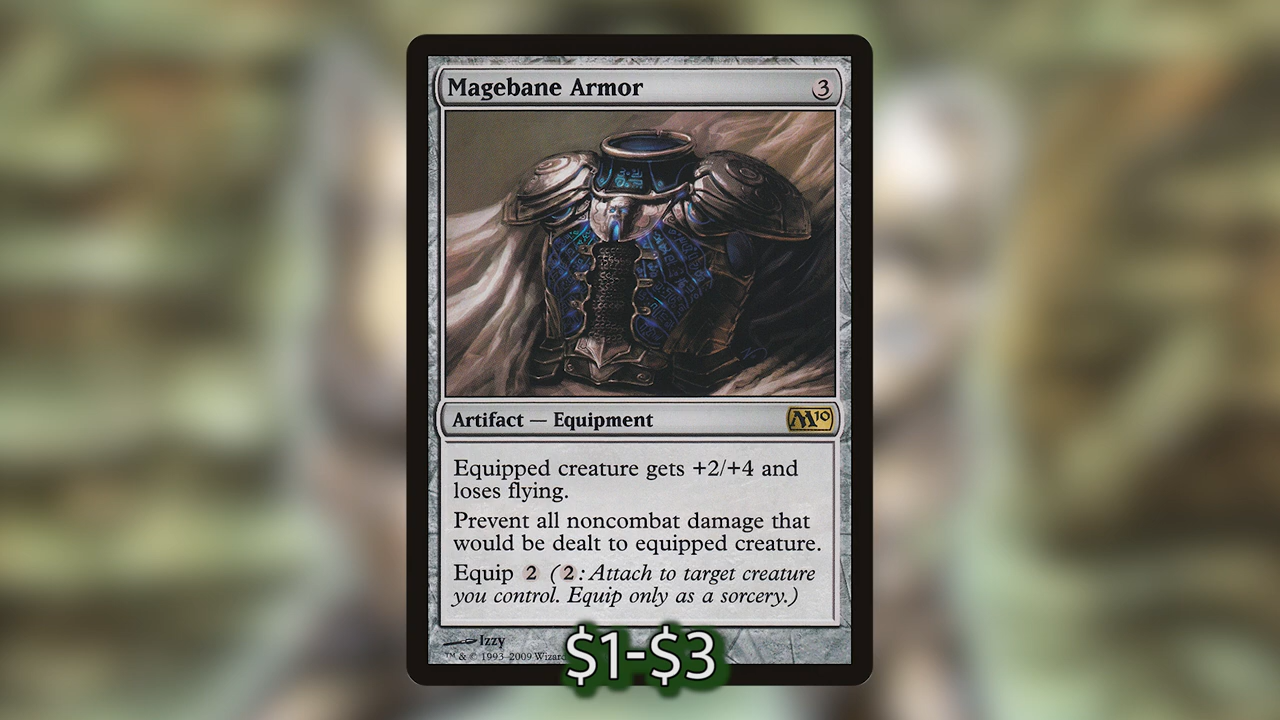 Magebane Armor 3
Artifact — Equipment M10
Equipped creature gets +2/+4 and
loses flying.
Prevent all noncombat damage that
would be dealt to equipped creature.
Equip 2 (2: Attach to target creature
you control. Equip only as a sorcery.)
Izzy
™ & © 1993–2009
$1-$3